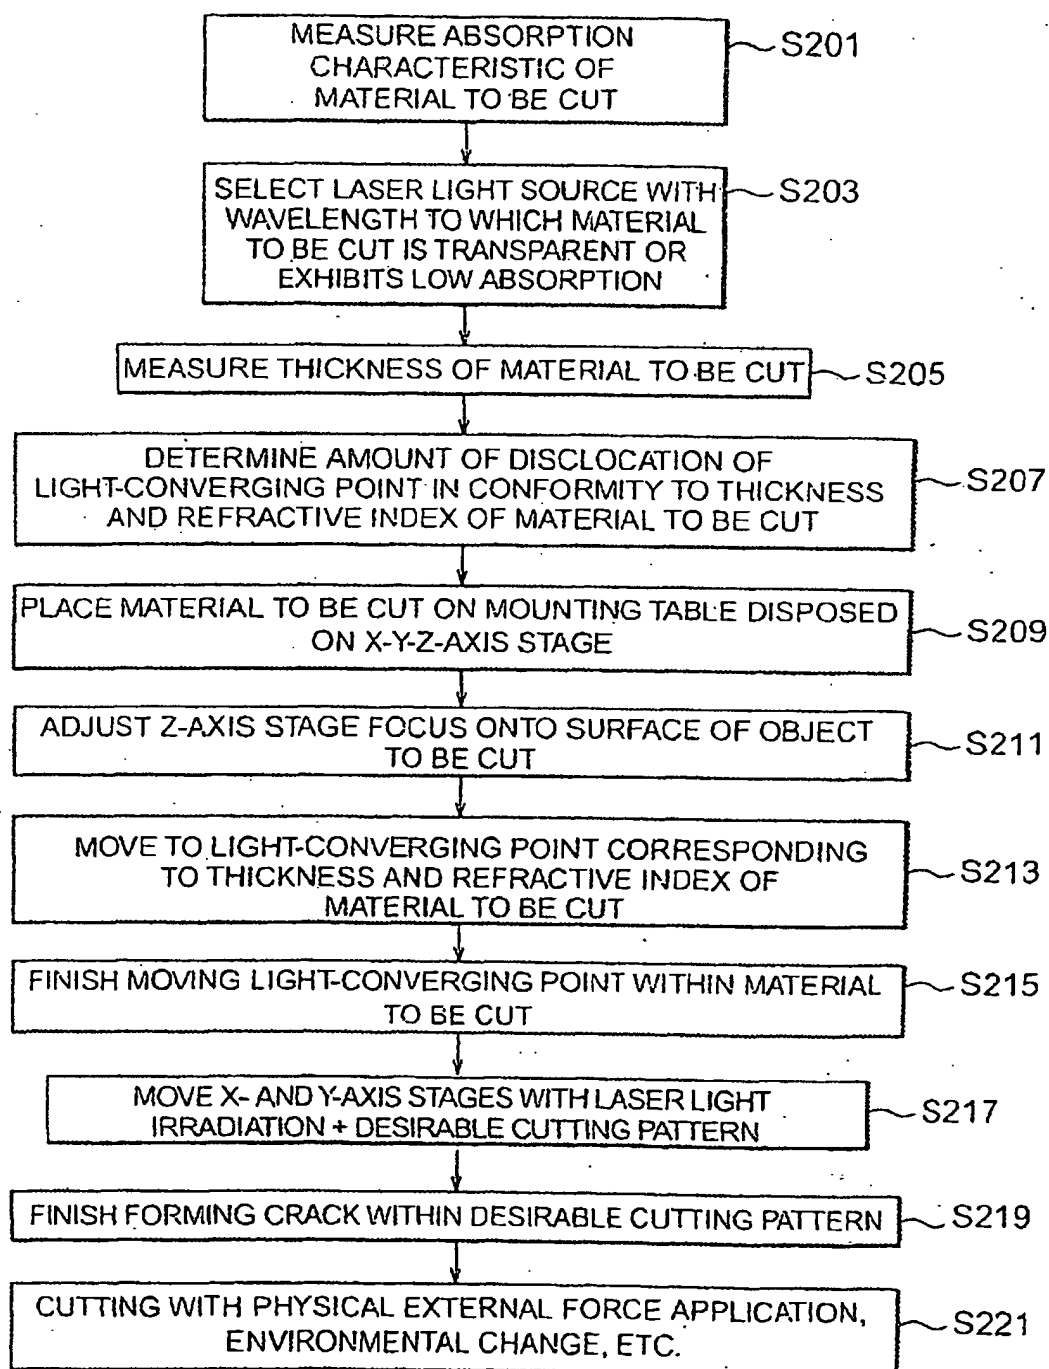 MEASURE ABSORPTION
CHARACTERISTIC OF
MATERIAL TO BE CUT
S201
SELECT LASER LIGHT SOURCE WITH
WAVELENGTH TO WHICH MATERIAL
TO BE CUT IS TRANSPARENT OR
EXHIBITS LOW ABSORPTION
S203
MEASURE THICKNESS OF MATERIAL TO BE CUT
S205
DETERMINE AMOUNT OF DISCLOCATION OF
LIGHT-CONVERGING POINT IN CONFORMITY TO THICKNESS
AND REFRACTIVE INDEX OF MATERIAL TO BE CUT
S207
PLACE MATERIAL TO BE CUT ON MOUNTING TABLE DISPOSED
ON X-Y-Z-AXIS STAGE
S209
ADJUST Z-AXIS STAGE FOCUS ONTO SURFACE OF OBJECT
TO BE CUT
S211
MOVE TO LIGHT-CONVERGING POINT CORRESPONDING
TO THICKNESS AND REFRACTIVE INDEX OF
MATERIAL TO BE CUT
S213
FINISH MOVING LIGHT-CONVERGING POINT WITHIN MATERIAL
TO BE CUT
S215
MOVE X- AND Y-AXIS STAGES WITH LASER LIGHT
IRRADIATION + DESIRABLE CUTTING PATTERN
S217
FINISH FORMING CRACK WITHIN DESIRABLE CUTTING PATTERN
S219
CUTTING WITH PHYSICAL EXTERNAL FORCE APPLICATION,
ENVIRONMENTAL CHANGE, ETC.
S221